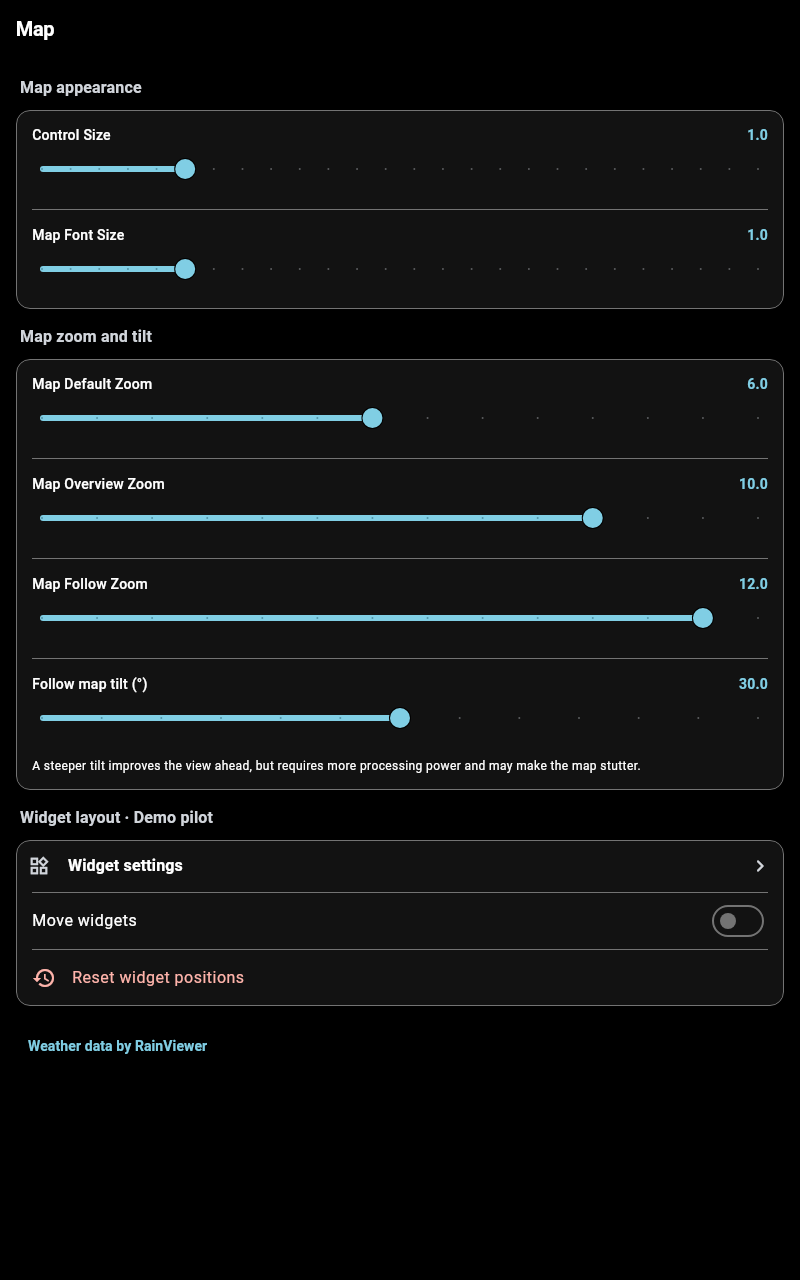 Map
Map appearance
Control Size 1.0
Map Font Size 1.0
Map zoom and tilt
Map Default Zoom 6.0
Map Overview Zoom 10.0
Map Follow Zoom 12.0
Follow map tilt (°) 30.0
A steeper tilt improves the view ahead, but requires more processing power and may make the map stutter.
Widget layout · Demo pilot
Widget settings
Move widgets
Reset widget positions
Weather data by RainViewer